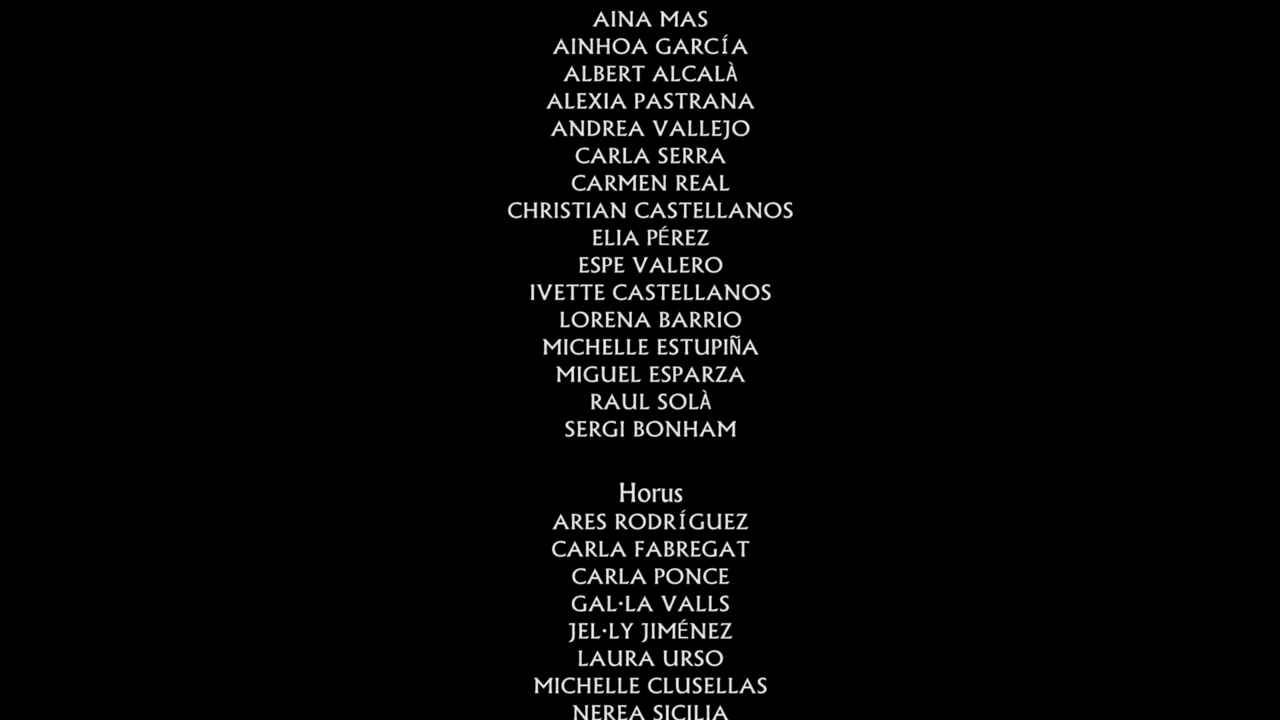 AINA MAS
AINHOA GARCÍA
ALBERT ALCALÀ
ALEXIA PASTRANA
ANDREA VALLEJO
CARLA SERRA
CARMEN REAL
CHRISTIAN CASTELLANOS
ELIA PÉREZ
ESPE VALERO
IVETTE CASTELLANOS
LORENA BARRIO
MICHELLE ESTUPIÑA
MIGUEL ESPARZA
RAUL SOLÀ
SERGI BONHAM
Horus
ARES RODRÍGUEZ
CARLA FABREGAT
CARLA PONCE
GAL·LA VALLS
JEL·LY JIMÉNEZ
LAURA URSO
MICHELLE CLUSELLAS
NEREA SICILIA